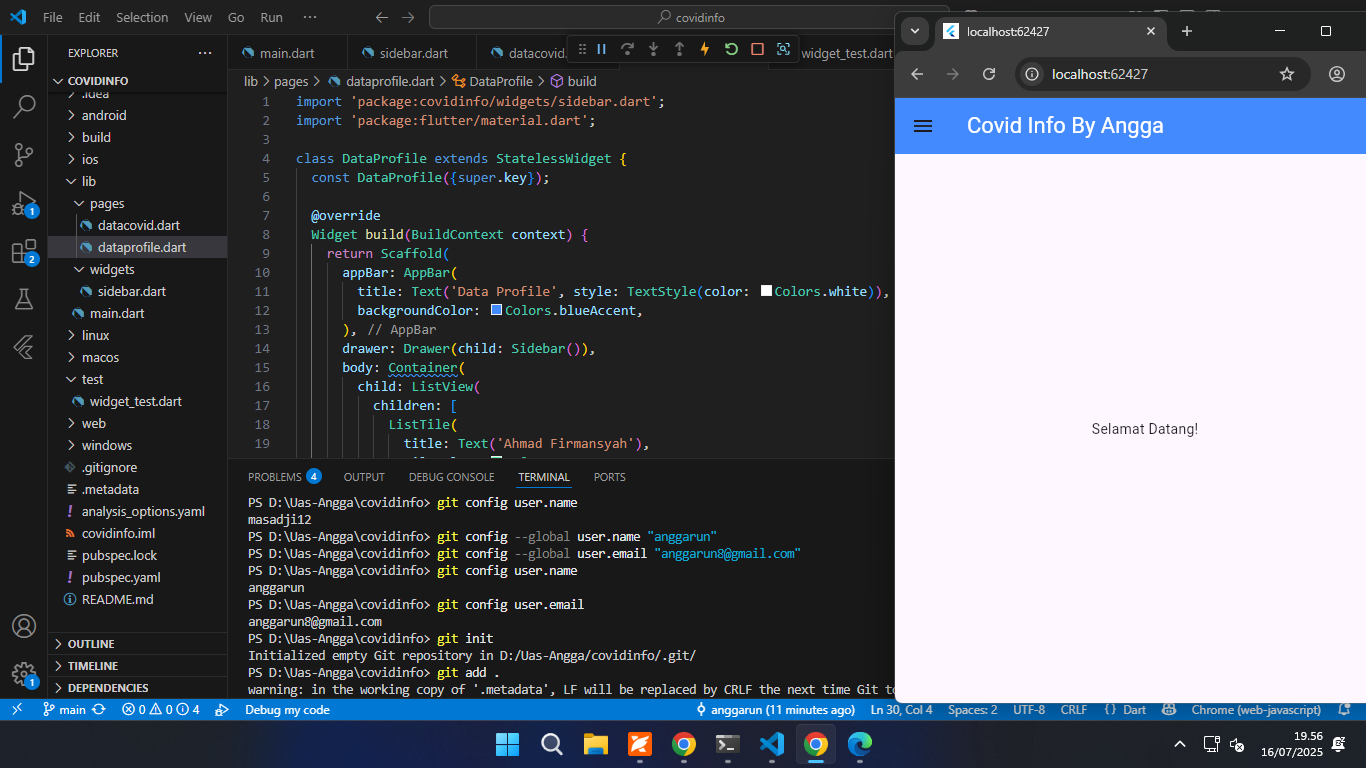 File Edit Selection View Go Run ··· covidinfo
EXPLORER ···
COVIDINFO
.idea
android
build
ios
lib
pages
datacovid.dart
dataprofile.dart
widgets
sidebar.dart
main.dart
linux
macos
test
widget_test.dart
web
windows
.gitignore
.metadata
analysis_options.yaml
covidinfo.iml
pubspec.lock
pubspec.yaml
README.md
OUTLINE
TIMELINE
DEPENDENCIES
1
2
1
main.dart sidebar.dart datacovid widget_test.dart
lib > pages > dataprofile.dart > DataProfile > build
1 import 'package:covidinfo/widgets/sidebar.dart';
2 import 'package:flutter/material.dart';
3
4 class DataProfile extends StatelessWidget {
5 const DataProfile({super.key});
6
7 @override
8 Widget build(BuildContext context) {
9 return Scaffold(
10 appBar: AppBar(
11 title: Text('Data Profile', style: TextStyle(color: Colors.white)),
12 backgroundColor: Colors.blueAccent,
13 ), // AppBar
14 drawer: Drawer(child: Sidebar()),
15 body: Container(
16 child: ListView(
17 children: [
18 ListTile(
19 title: Text('Ahmad Firmansyah'),
PROBLEMS 4 OUTPUT DEBUG CONSOLE TERMINAL PORTS
PS D:\Uas-Angga\covidinfo> git config user.name
masadji12
PS D:\Uas-Angga\covidinfo> git config --global user.name "anggarun"
PS D:\Uas-Angga\covidinfo> git config --global user.email "anggarun8@gmail.com"
PS D:\Uas-Angga\covidinfo> git config user.name
anggarun
PS D:\Uas-Angga\covidinfo> git config user.email
anggarun8@gmail.com
PS D:\Uas-Angga\covidinfo> git init
Initialized empty Git repository in D:/Uas-Angga/covidinfo/.git/
PS D:\Uas-Angga\covidinfo> git add .
warning: in the working copy of '.metadata', LF will be replaced by CRLF the next time Git to
main 0 0 4 Debug my code anggarun (11 minutes ago) Ln 30, Col 4 Spaces: 2 UTF-8 CRLF {} Dart Chrome (web-javascript)
localhost:62427
localhost:62427
Covid Info By Angga
Selamat Datang!
19.56
16/07/2025